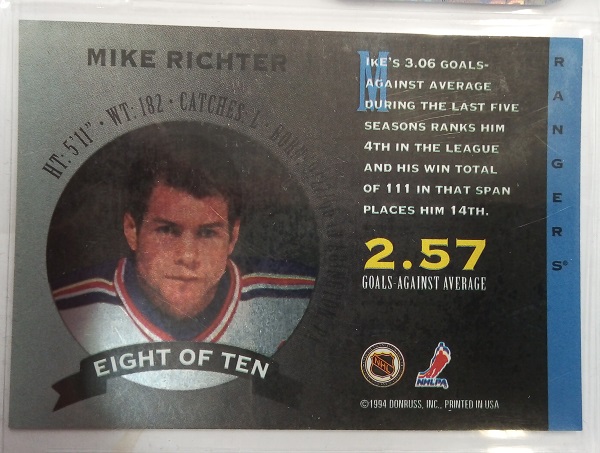 MIKE RICHTER
HT: 5'11" • WT: 182 • CATCHES: L •
EIGHT OF TEN
MIKE'S 3.06 GOALS-
AGAINST AVERAGE
DURING THE LAST FIVE
SEASONS RANKS HIM
4TH IN THE LEAGUE
AND HIS WIN TOTAL
OF 111 IN THAT SPAN
PLACES HIM 14TH.
2.57
GOALS-AGAINST AVERAGE
NHL
NHLPA
©1994 DONRUSS, INC., PRINTED IN USA
RANGERS®